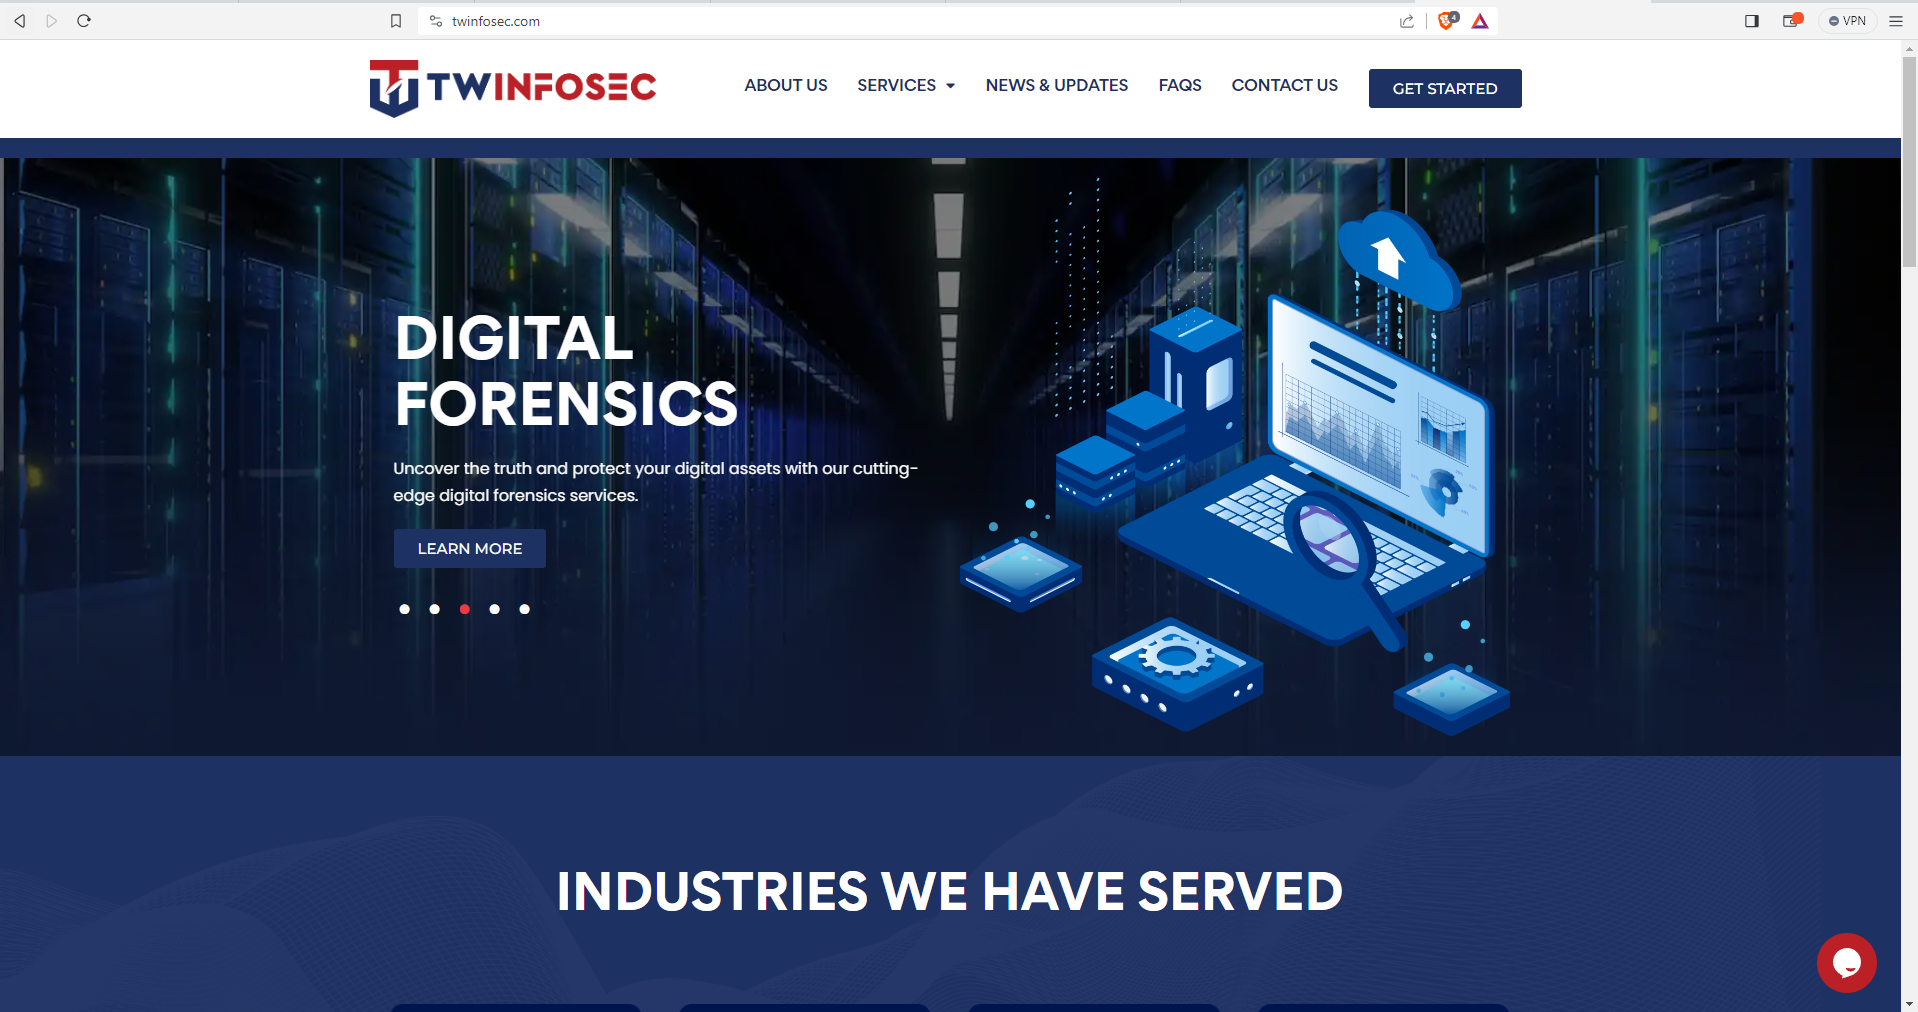 twinfosec.com
4
VPN
TWINFOSEC
ABOUT US
SERVICES
NEWS & UPDATES
FAQS
CONTACT US
GET STARTED
DIGITAL
FORENSICS
Uncover the truth and protect your digital assets with our cutting-
edge digital forensics services.
LEARN MORE
INDUSTRIES WE HAVE SERVED